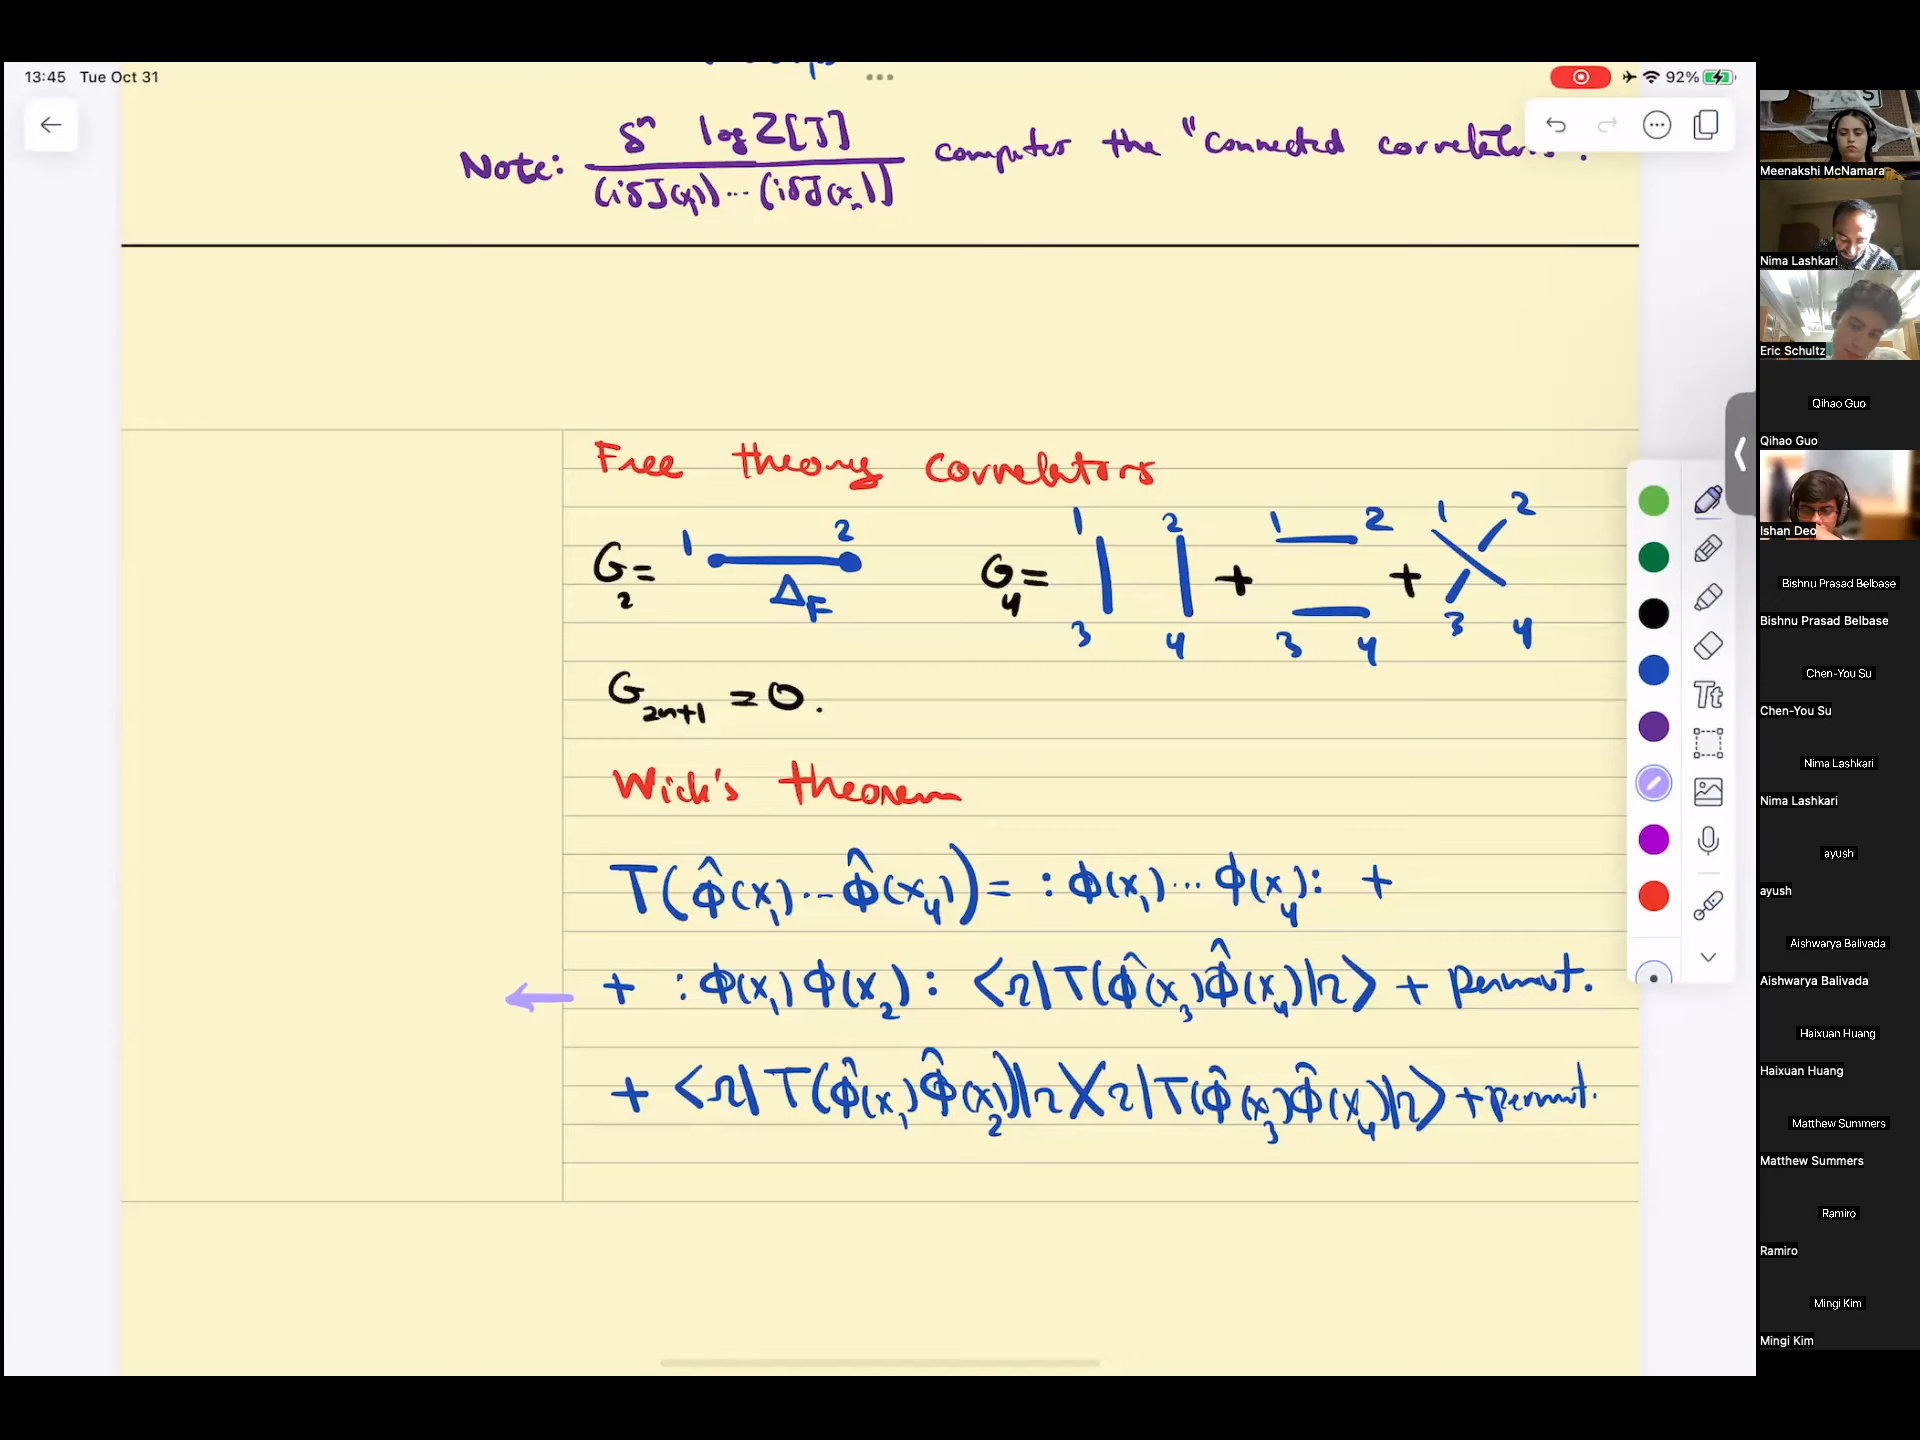 13:45 Tue Oct 31
92%
Note: δⁿ log Z[J] / (iδJ(x₁))...(iδJ(xₙ)) computes the "connected correlators".
Free theory correlators
G₂ = 1 2 Δ_F G₄ = 1 2 3 4 + 1 2 3 4 + 1 2 3 4
G₂ₙ₊₁ = 0.
Wick's theorem
T(ϕ̂(x₁)...ϕ̂(x₄)) = :ϕ(x₁)...ϕ(x₄): +
+ :ϕ(x₁)ϕ(x₂): <Ω|T(ϕ̂(x₃)ϕ̂(x₄)|Ω> + permut.
+ <Ω|T(ϕ̂(x₁)ϕ̂(x₂)|Ω><Ω|T(ϕ̂(x₃)ϕ̂(x₄)|Ω> + permut.
Tt
Meenakshi McNamara
Nima Lashkari
Eric Schultz
Qihao Guo
Qihao Guo
Ishan Deo
Bishnu Prasad Belbase
Bishnu Prasad Belbase
Chen-You Su
Chen-You Su
Nima Lashkari
Nima Lashkari
ayush
ayush
Aishwarya Balivada
Aishwarya Balivada
Haixuan Huang
Haixuan Huang
Matthew Summers
Matthew Summers
Ramiro
Ramiro
Mingi Kim
Mingi Kim